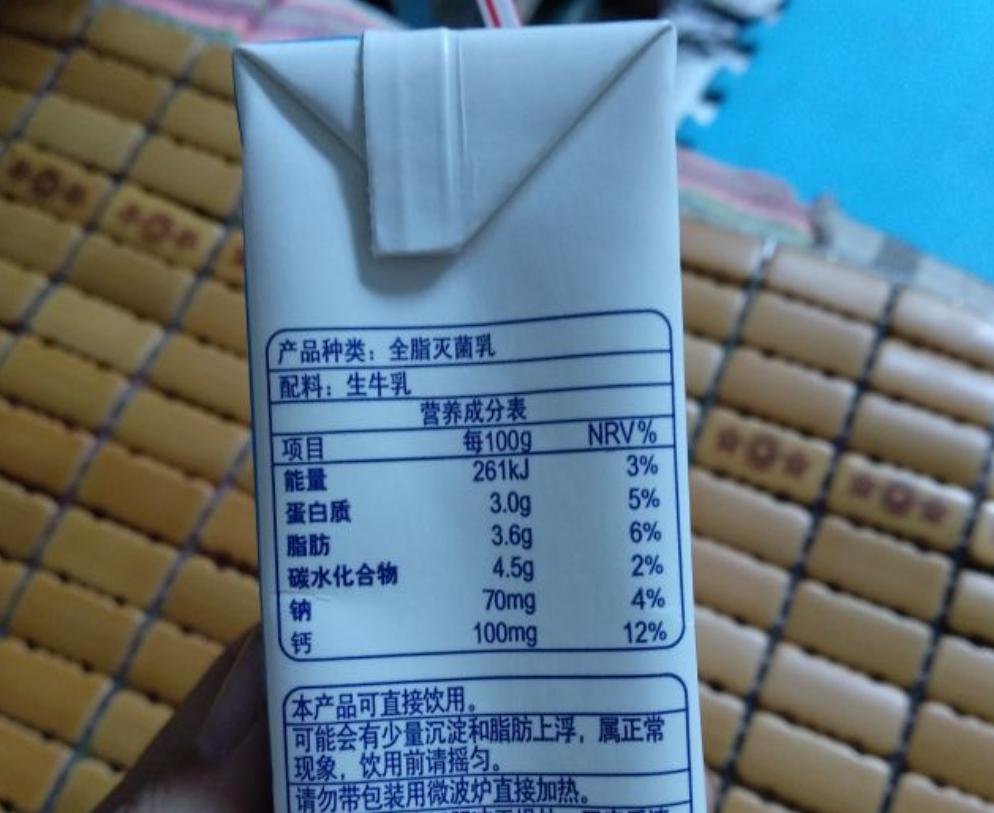 产品种类：全脂灭菌乳
配料：生牛乳
营养成分表
项目 每100g NRV%
能量 261kJ 3%
蛋白质 3.0g 5%
脂肪 3.6g 6%
碳水化合物 4.5g 2%
钠 70mg 4%
钙 100mg 12%
本产品可直接饮用。
可能会有少量沉淀和脂肪上浮，属正常
现象，饮用前请摇匀。
请勿带包装用微波炉直接加热。